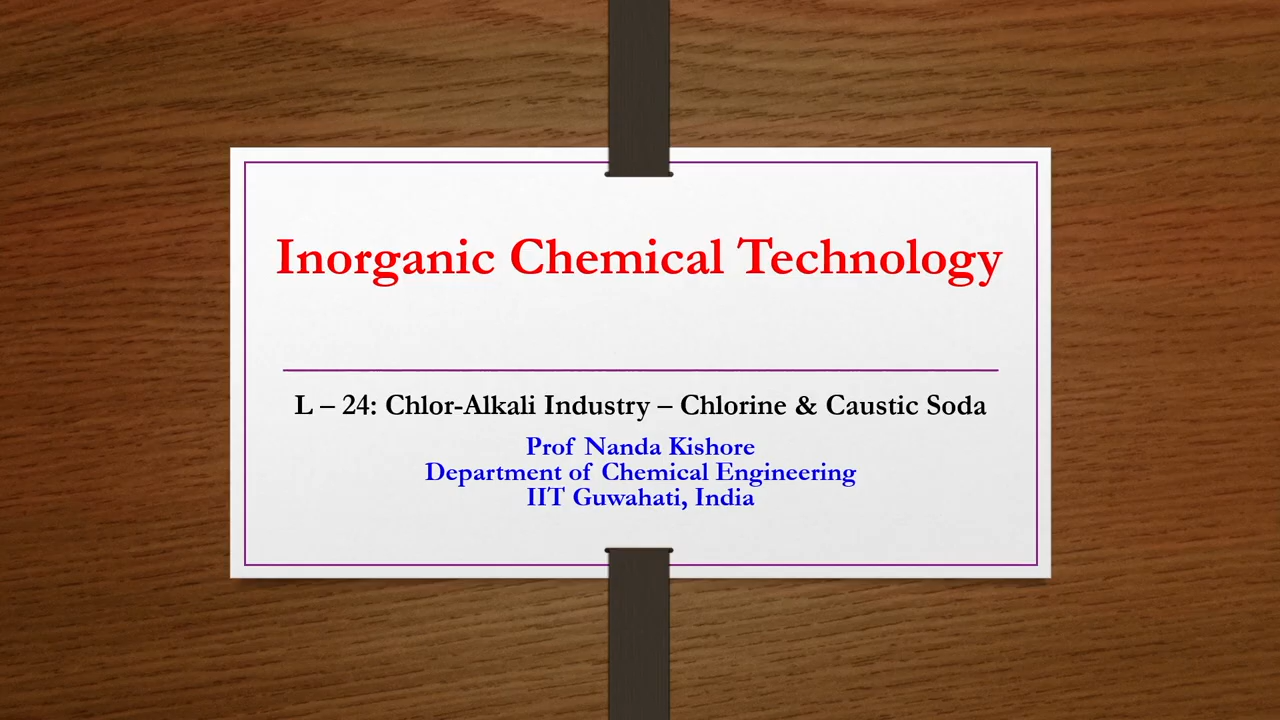 Inorganic Chemical Technology
L – 24: Chlor-Alkali Industry – Chlorine & Caustic Soda
Prof Nanda Kishore
Department of Chemical Engineering
IIT Guwahati, India